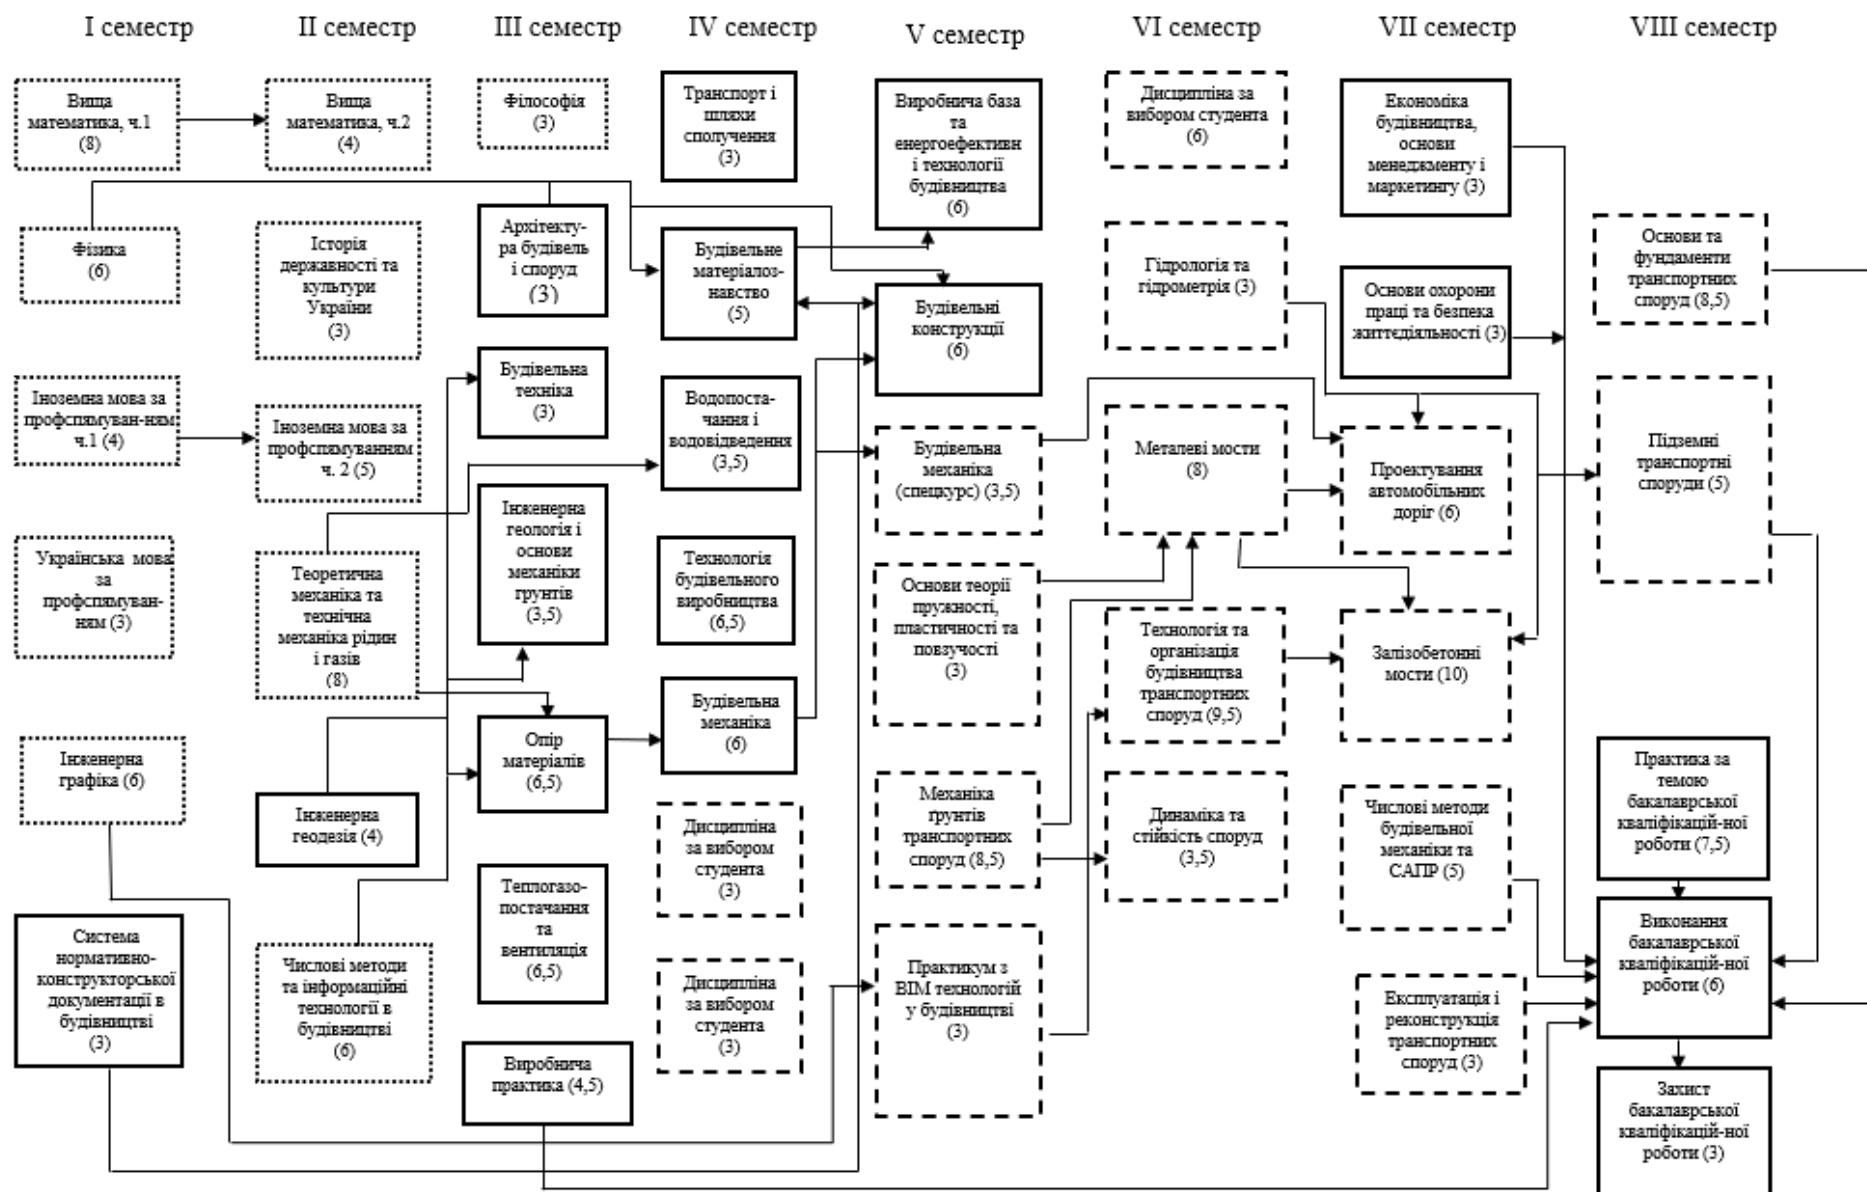 I семестр
II семестр
III семестр
IV семестр
V семестр
VI семестр
VII семестр
VIII семестр
Вища
математика, ч.1
(8)
Фізика
(6)
Іноземна мова за
профспямуван-ням
ч.1 (4)
Українська мова
за
профспямуван-
ням (3)
Інженерна
графіка (6)
Система
нормативно-
конструкторської
документації в
будівництві
(3)
Вища
математика, ч.2
(4)
Історія
державності та
культури
України
(3)
Іноземна мова за
профспямуванням
ч. 2 (5)
Теоретична
механіка та
технічна
механіка рідин
і газів
(8)
Інженерна
геодезія (4)
Числові методи
та інформаційні
технології в
будівництві
(6)
Філософія
(3)
Архітекту-
ра будівель
і споруд
(3)
Будівельна
техніка
(3)
Інженерна
геологія і
основи
механіки
грунтів
(3,5)
Опір
матеріалів
(6,5)
Теплогазо-
постачання
та
вентиляція
(6,5)
Виробнича
практика (4,5)
Транспорт і
шляхи
сполучення
(3)
Будівельне
матеріалоз-
навство
(5)
Водопоста-
чання і
водовідведення
(3,5)
Технологія
будівельного
виробництва
(6,5)
Будівельна
механіка
(6)
Дисципліна
за вибором
студента
(3)
Дисципліна
за вибором
студента
(3)
Виробнича база
та
енергоефективн
і технології
будівництва
(6)
Будівельні
конструкції
(6)
Будівельна
механіка
(спецкурс) (3,5)
Основи теорії
пружності,
пластичності та
повзучості
(3)
Механіка
ґрунтів
транспортних
споруд (8,5)
Практикум з
BIM технологій
у будівництві
(3)
Дисципліна за
вибором студента
(6)
Гідрологія та
гідрометрія (3)
Металеві мости
(8)
Технологія та
організація
будівництва
транспортних
споруд (9,5)
Динаміка та
стійкість споруд
(3,5)
Економіка
будівництва,
основи
менеджменту і
маркетингу (3)
Основи охорони
праці та безпека
життєдіяльності (3)
Проектування
автомобільних
доріг (6)
Залізобетонні
мости (10)
Числові методи
будівельної
механіки та
САПР (5)
Експлуатація і
реконструкція
транспортних
споруд (3)
Основи та
фундаменти
транспортних
споруд (8,5)
Підземні
транспортні
споруди (5)
Практика за
темою
бакалаврської
кваліфікацій-ної
роботи (7,5)
Виконання
бакалаврської
кваліфікацій-ної
роботи (6)
Захист
бакалаврської
кваліфікацій-ної
роботи (3)